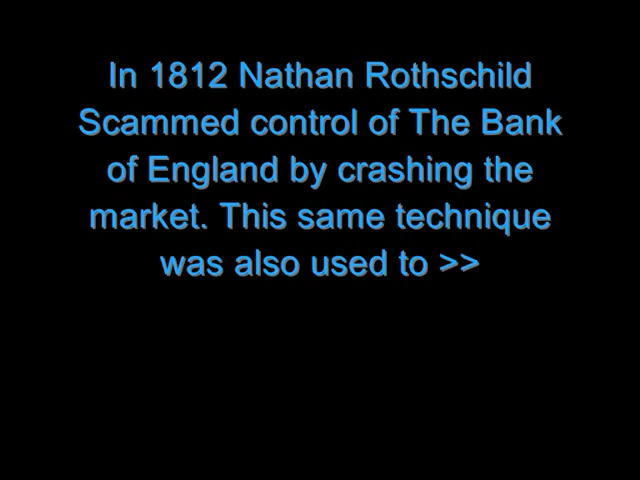 In 1812 Nathan Rothschild
Scammed control of The Bank
of England by crashing the
market. This same technique
was also used to >>